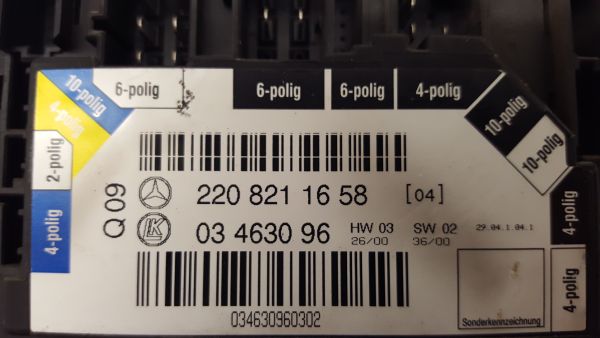 10-polig
4-polig
6-polig
6-polig
6-polig
4-polig
10-polig
10-polig
2-polig
4-polig
Q 09
220 821 16 58 [04]
K
03 4630 96 HW 03 SW 02 29.04.1.04.1
26/00 36/00
4-polig
4-polig
034630960302
Sonderkennzeichnung